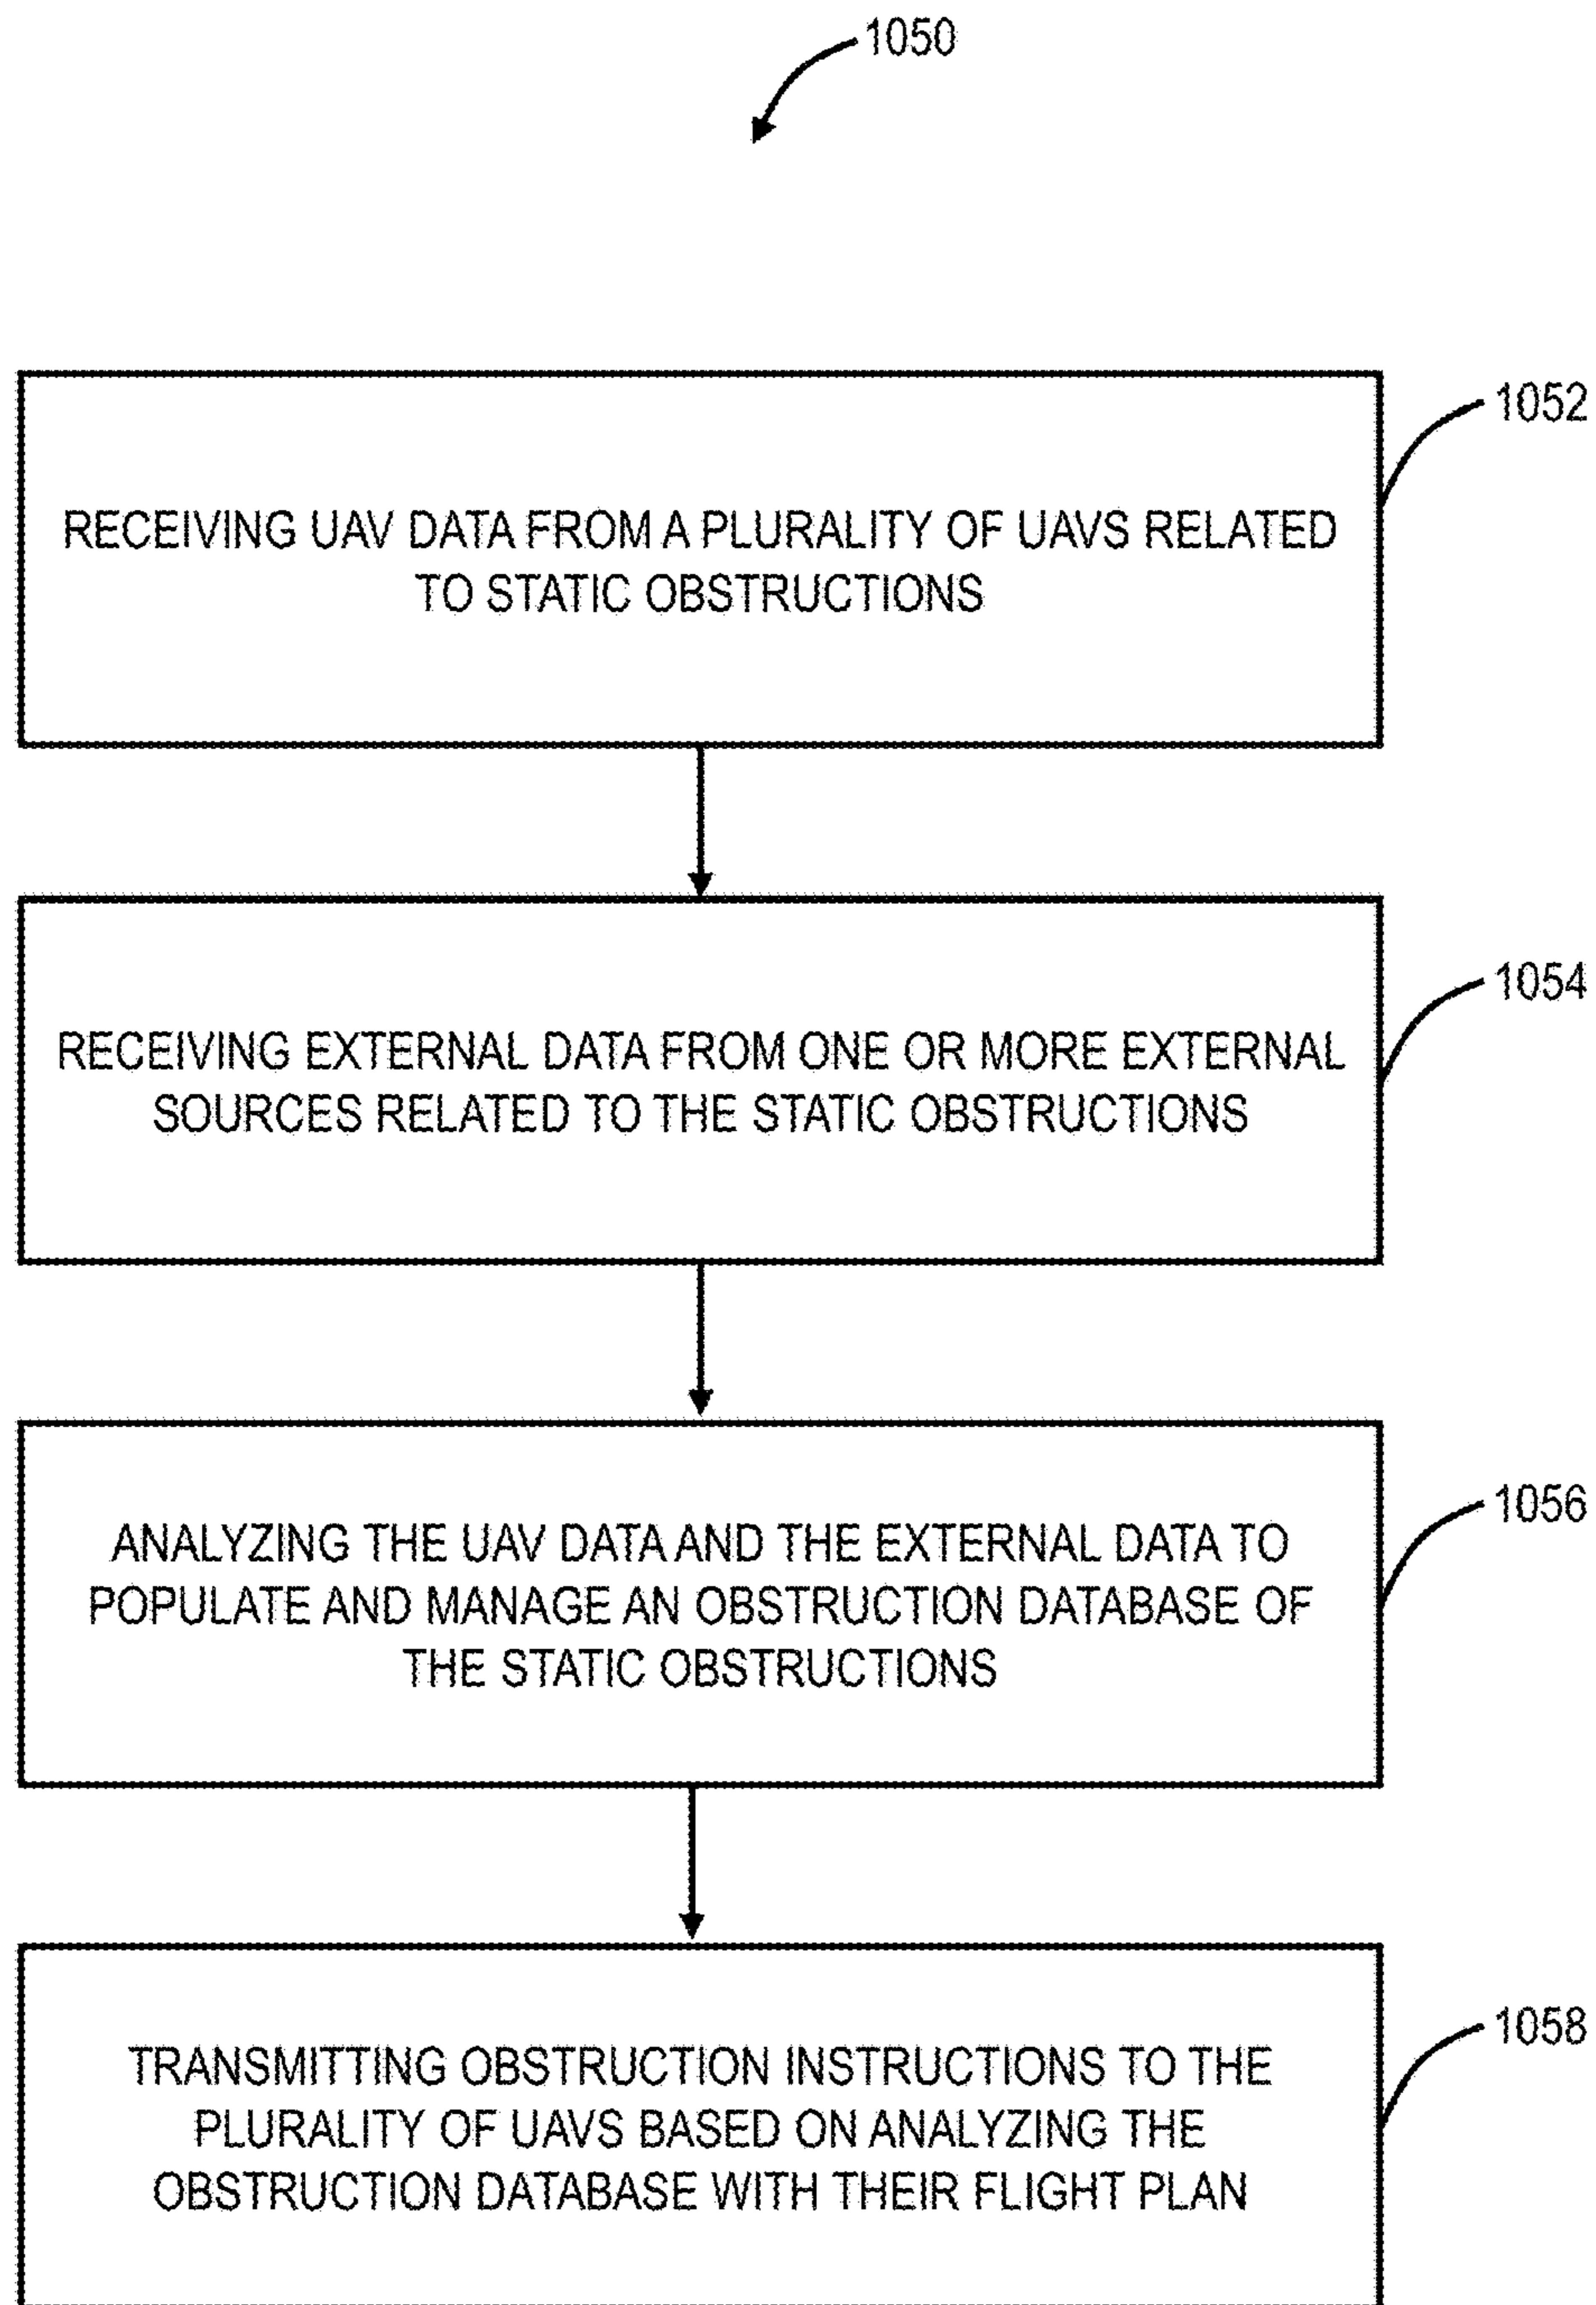 1050
1052
RECEIVING UAV DATA FROM A PLURALITY OF UAVS RELATED
TO STATIC OBSTRUCTIONS
1054
RECEIVING EXTERNAL DATA FROM ONE OR MORE EXTERNAL
SOURCES RELATED TO THE STATIC OBSTRUCTIONS
1056
ANALYZING THE UAV DATA AND THE EXTERNAL DATA TO
POPULATE AND MANAGE AN OBSTRUCTION DATABASE OF
THE STATIC OBSTRUCTIONS
1058
TRANSMITTING OBSTRUCTION INSTRUCTIONS TO THE
PLURALITY OF UAVS BASED ON ANALYZING THE
OBSTRUCTION DATABASE WITH THEIR FLIGHT PLAN